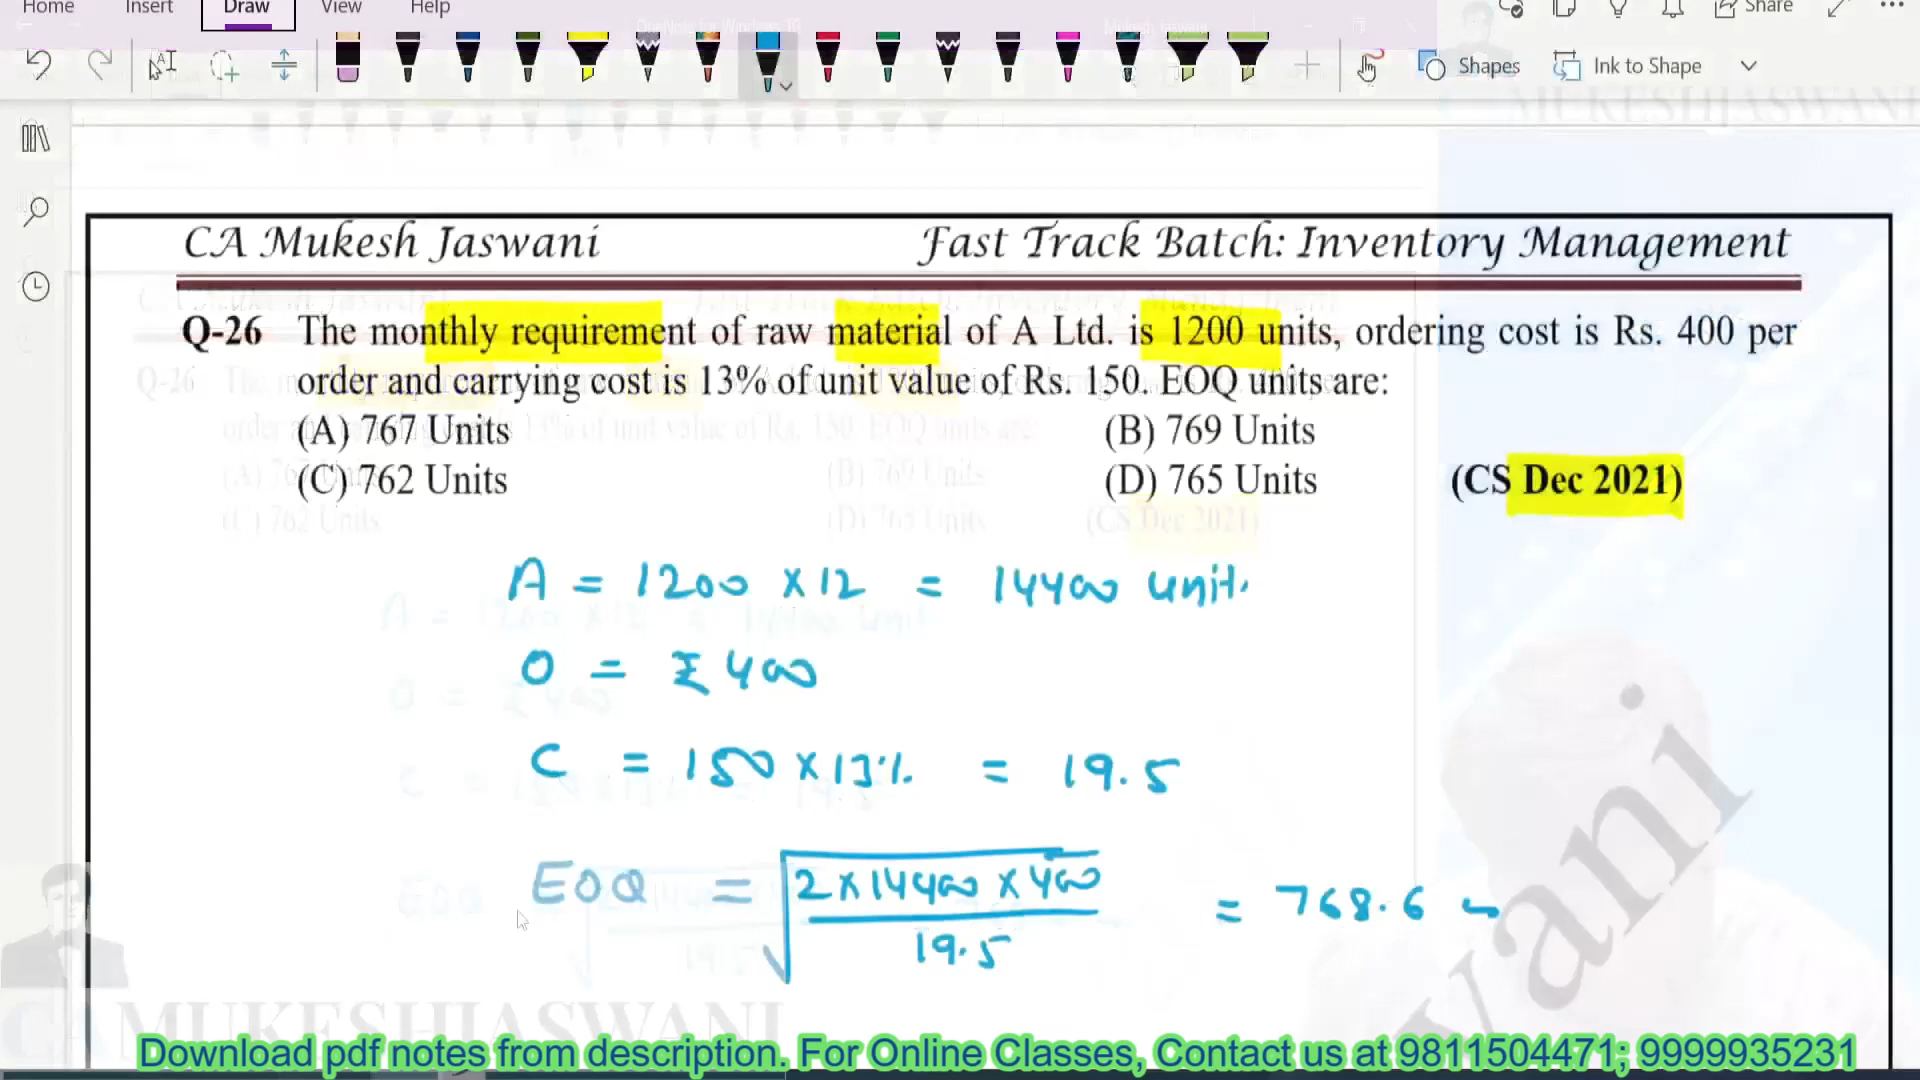 Home Insert Draw View Help Share
Shapes Ink to Shape
CA Mukesh Jaswani Fast Track Batch: Inventory Management
Q-26 The monthly requirement of raw material of A Ltd. is 1200 units, ordering cost is Rs. 400 per
order and carrying cost is 13% of unit value of Rs. 150. EOQ units are:
(A) 767 Units (B) 769 Units
(C) 762 Units (D) 765 Units (CS Dec 2021)
A = 1200 × 12 = 14400 unit.
O = ₹ 400
C = 150 × 13% = 19.5
EOQ = √ 2 × 14400 × 400 = 768.6
19.5
vani
CA MUKESHJASWANI
Download pdf notes from description. For Online Classes, Contact us at 9811504471; 9999935231